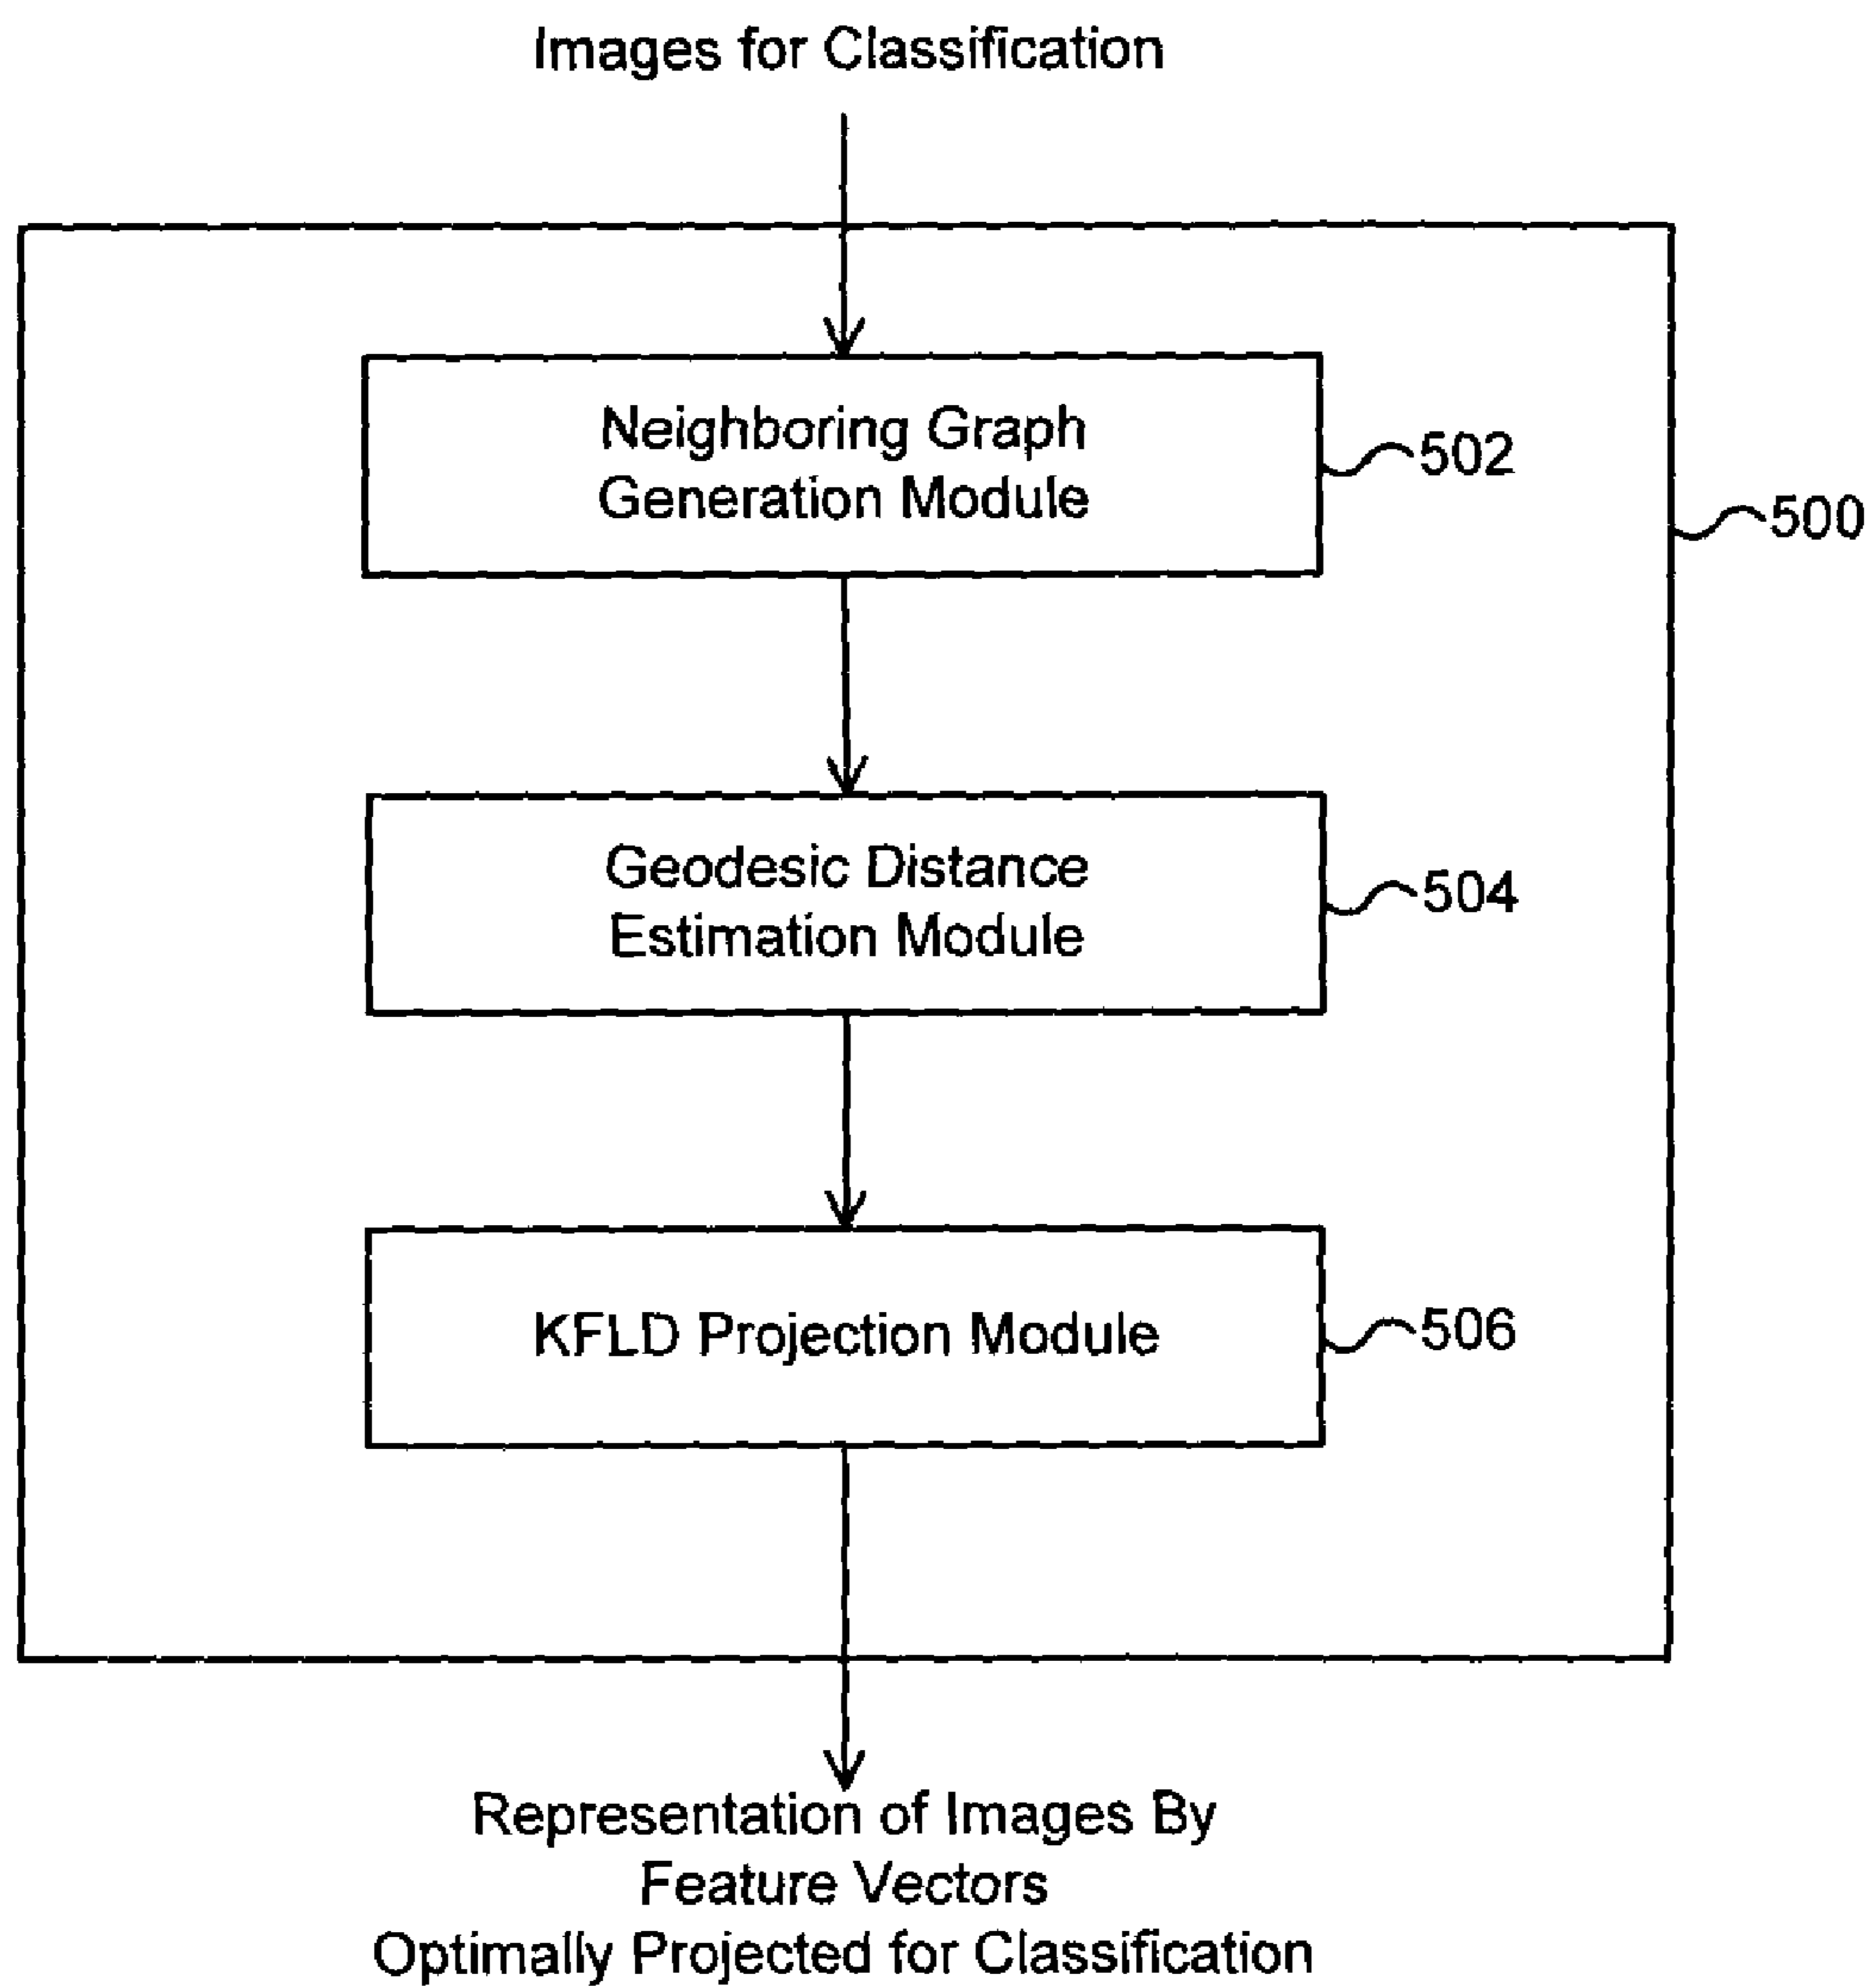 Images for Classification
Neighboring Graph
Generation Module
502
500
Geodesic Distance
Estimation Module
504
KFLD Projection Module
506
Representation of Images By
Feature Vectors
Optimally Projected for Classification